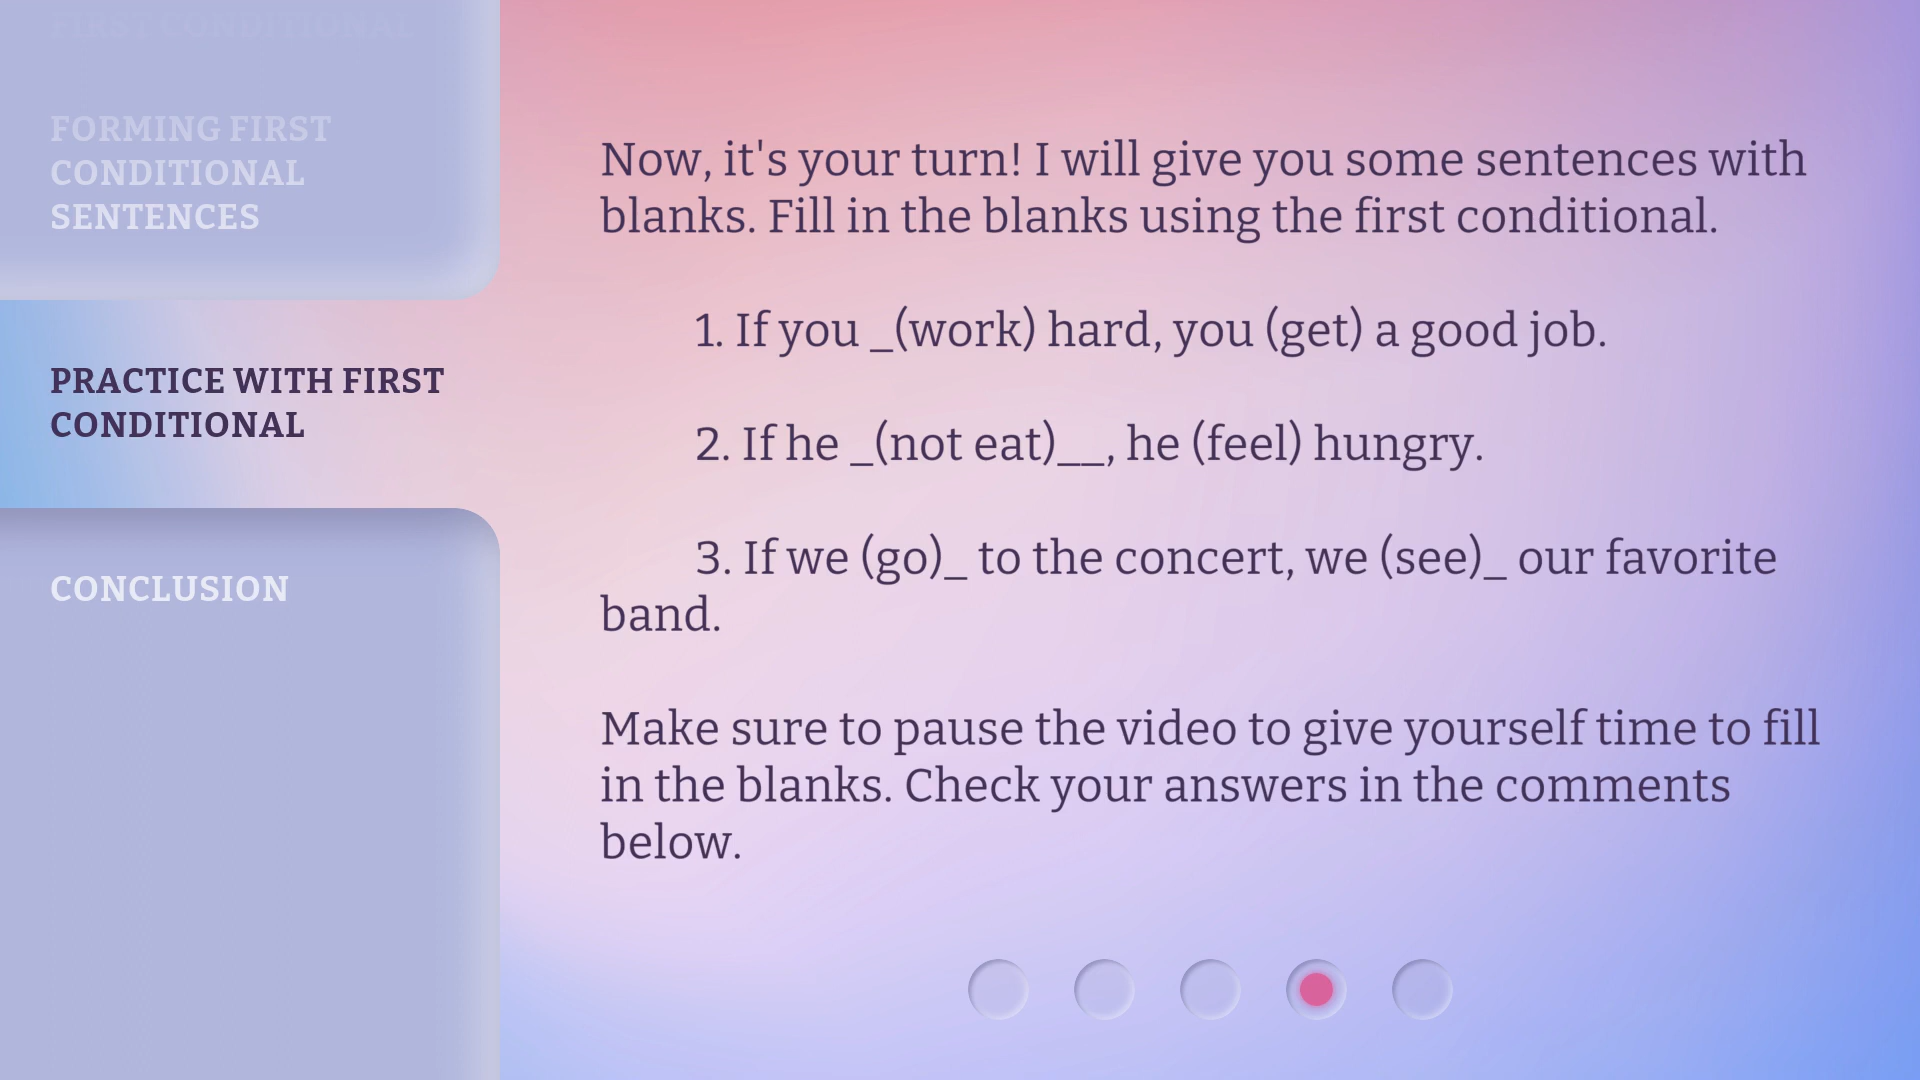 FIRST CONDITIONAL
FORMING FIRST
CONDITIONAL
SENTENCES
PRACTICE WITH FIRST
CONDITIONAL
CONCLUSION
Now, it's your turn! I will give you some sentences with
blanks. Fill in the blanks using the first conditional.
1. If you _(work) hard, you (get) a good job.
2. If he _(not eat)__, he (feel) hungry.
3. If we (go)_ to the concert, we (see)_ our favorite
band.
Make sure to pause the video to give yourself time to fill
in the blanks. Check your answers in the comments
below.